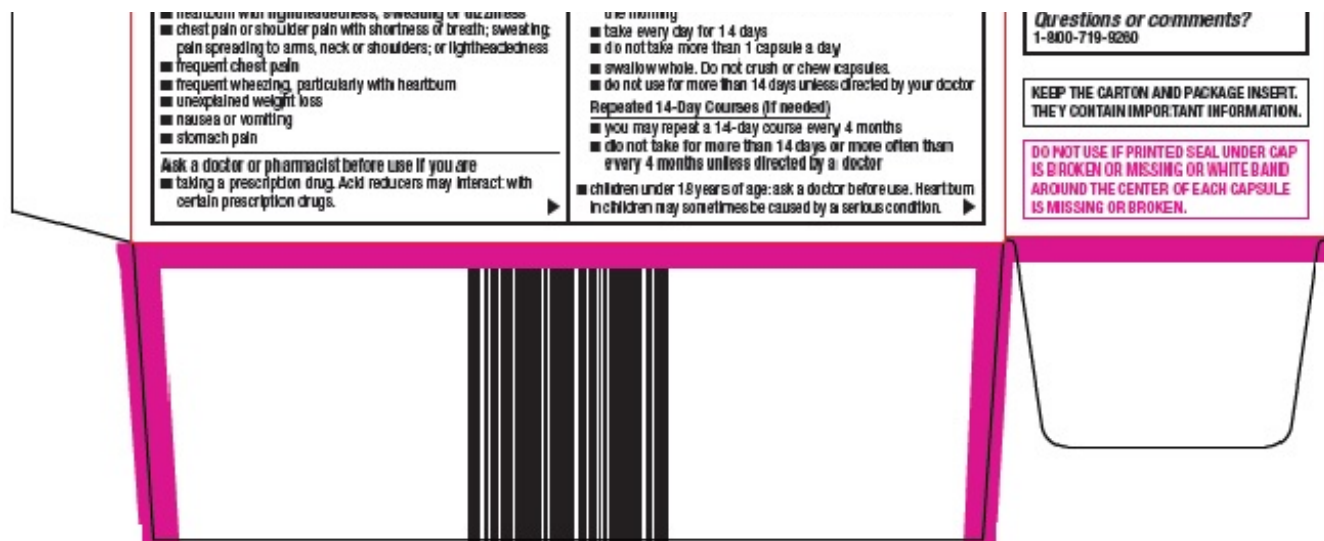 ■ heartburn with lightheadedness, sweating or dizziness
■ chest pain or shoulder pain with shortness of breath; sweating;
pain spreading to arms, neck or shoulders; or lightheadedness
■ frequent chest pain
■ frequent wheezing, particularly with heartburn
■ unexplained weight loss
■ nausea or vomiting
■ stomach pain
Ask a doctor or pharmacist before use if you are
■ taking a prescription drug. Acid reducers may interact with
certain prescription drugs.
the morning
■ take every day for 14 days
■ do not take more than 1 capsule a day
■ swallow whole. Do not crush or chew capsules.
■ do not use for more than 14 days unless directed by your doctor
Repeated 14-Day Courses (if needed)
■ you may repeat a 14-day course every 4 months
■ do not take for more than 14 days or more often than
every 4 months unless directed by a doctor
■ children under 18 years of age: ask a doctor before use. Heartburn
in children may sometimes be caused by a serious condition.
Questions or comments?
1-800-719-9260
KEEP THE CARTON AND PACKAGE INSERT.
THEY CONTAIN IMPORTANT INFORMATION.
DO NOT USE IF PRINTED SEAL UNDER CAP
IS BROKEN OR MISSING OR WHITE BAND
AROUND THE CENTER OF EACH CAPSULE
IS MISSING OR BROKEN.